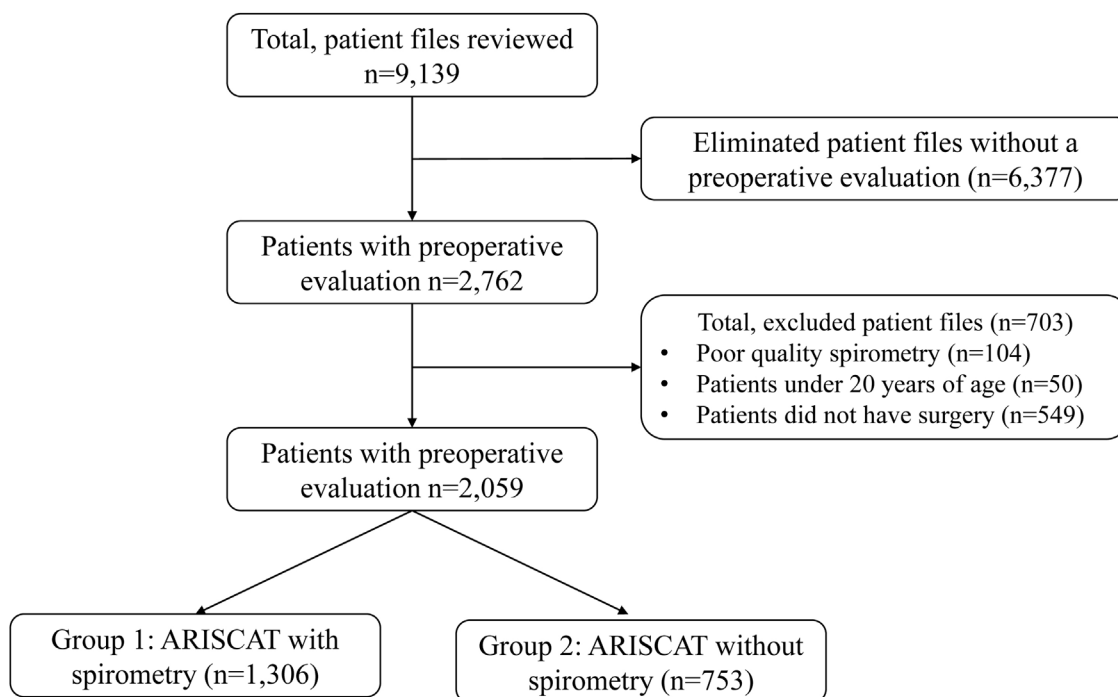 Total, patient files reviewed
n=9,139
Eliminated patient files without a
preoperative evaluation (n=6,377)
Patients with preoperative
evaluation n=2,762
Total, excluded patient files (n=703)
• Poor quality spirometry (n=104)
• Patients under 20 years of age (n=50)
• Patients did not have surgery (n=549)
Patients with preoperative
evaluation n=2,059
Group 1: ARISCAT with
spirometry (n=1,306)
Group 2: ARISCAT without
spirometry (n=753)